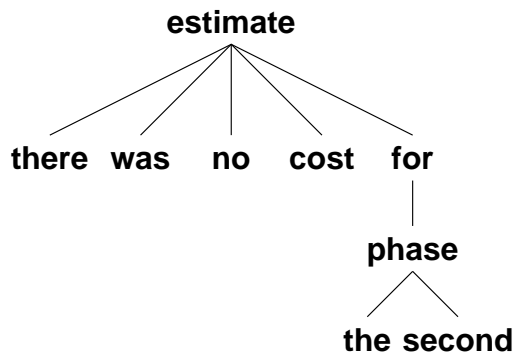 estimate
there was no cost for
phase
the second